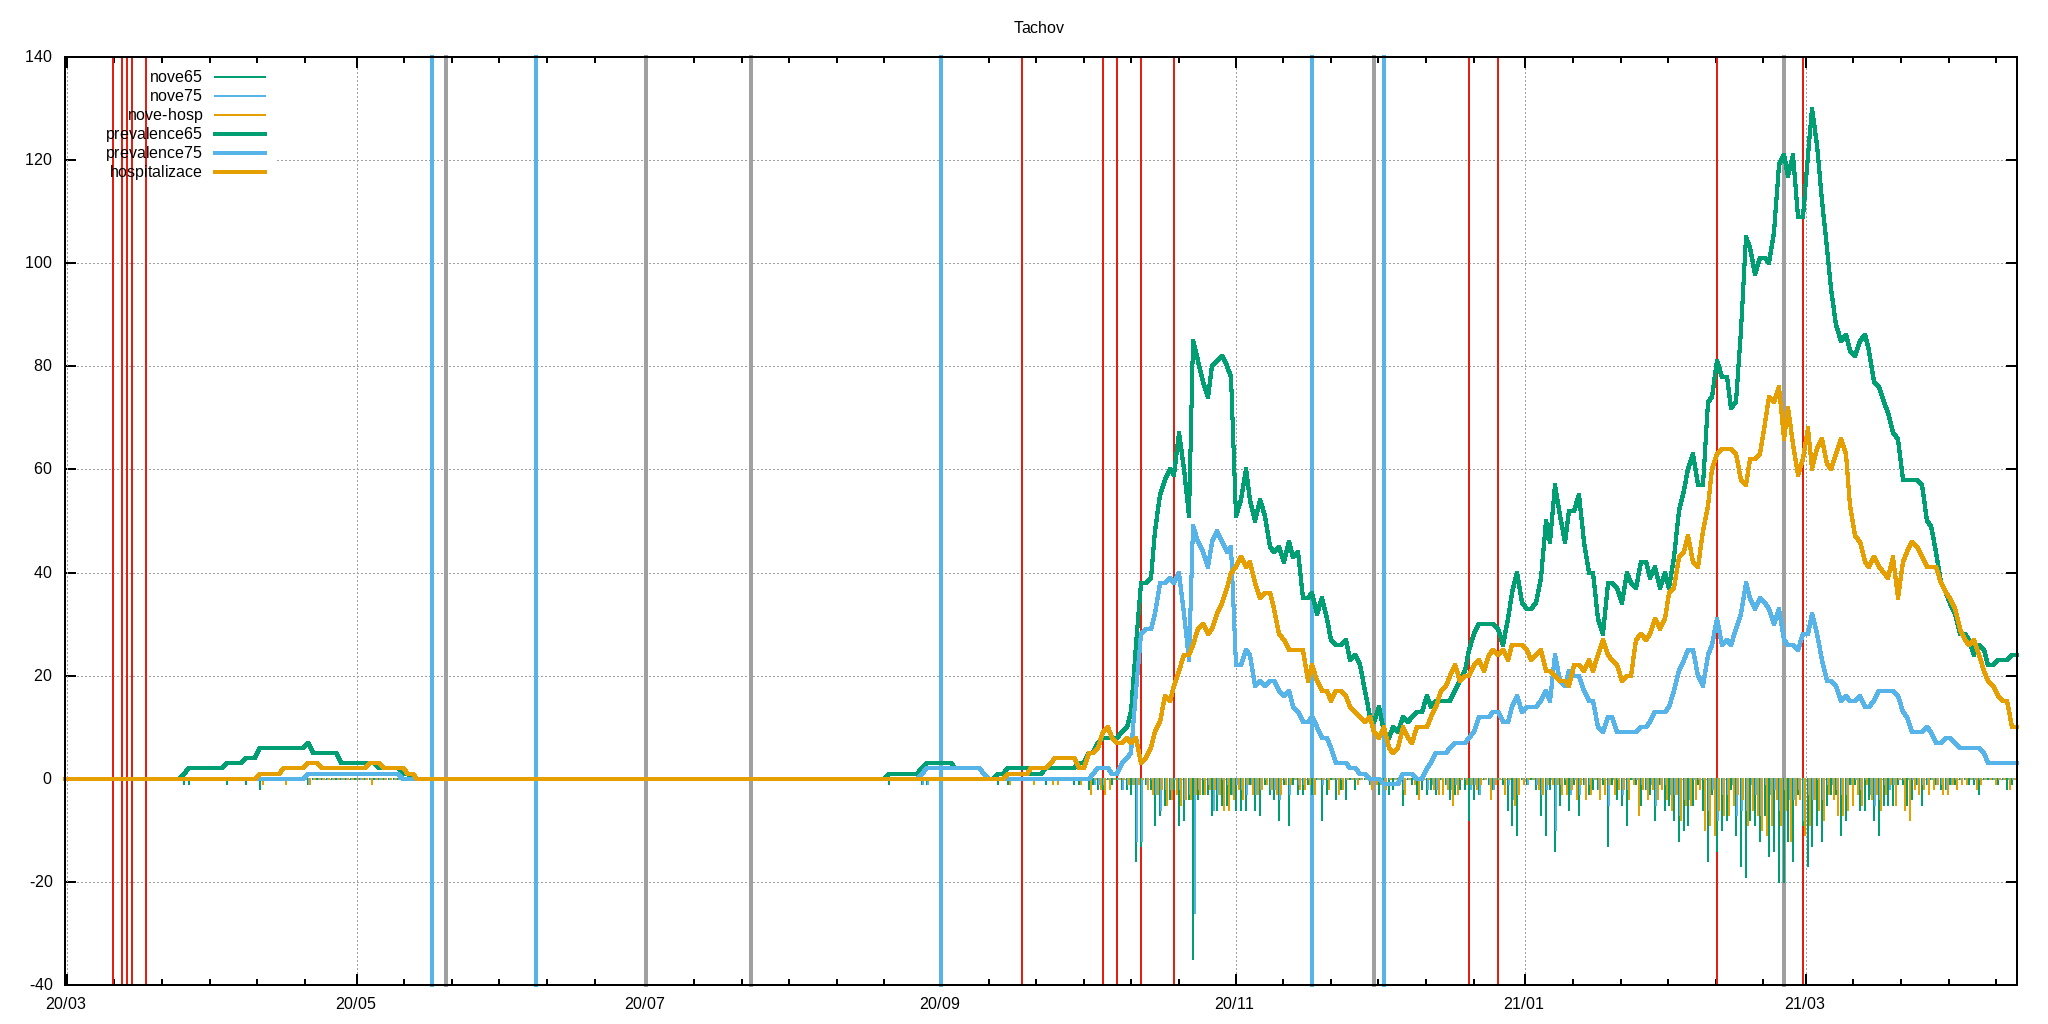 Tachov
140
120
100
80
60
40
20
0
-20
-40
nove65
nove75
nove-hosp
prevalence65
prevalence75
hospitalizace
20/03 20/05 20/07 20/09 20/11 21/01 21/03